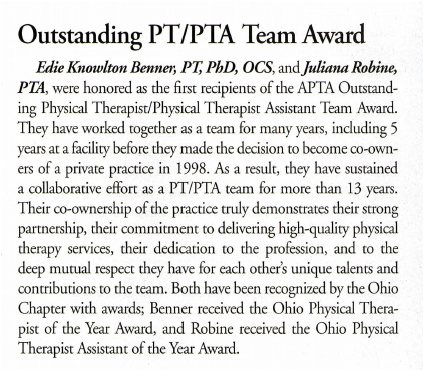 Outstanding PT/PTA Team Award
Edie Knowlton Benner, PT, PhD, OCS, and Juliana Robine,
PTA, were honored as the first recipients of the APTA Outstand-
ing Physical Therapist/Physical Therapist Assistant Team Award.
They have worked together as a team for many years, including 5
years at a facility before they made the decision to become co-own-
ers of a private practice in 1998. As a result, they have sustained
a collaborative effort as a PT/PTA team for more than 13 years.
Their co-ownership of the practice truly demonstrates their strong
partnership, their commitment to delivering high-quality physical
therapy services, their dedication to the profession, and to the
deep mutual respect they have for each other's unique talents and
contributions to the team. Both have been recognized by the Ohio
Chapter with awards; Benner received the Ohio Physical Thera-
pist of the Year Award, and Robine received the Ohio Physical
Therapist Assistant of the Year Award.